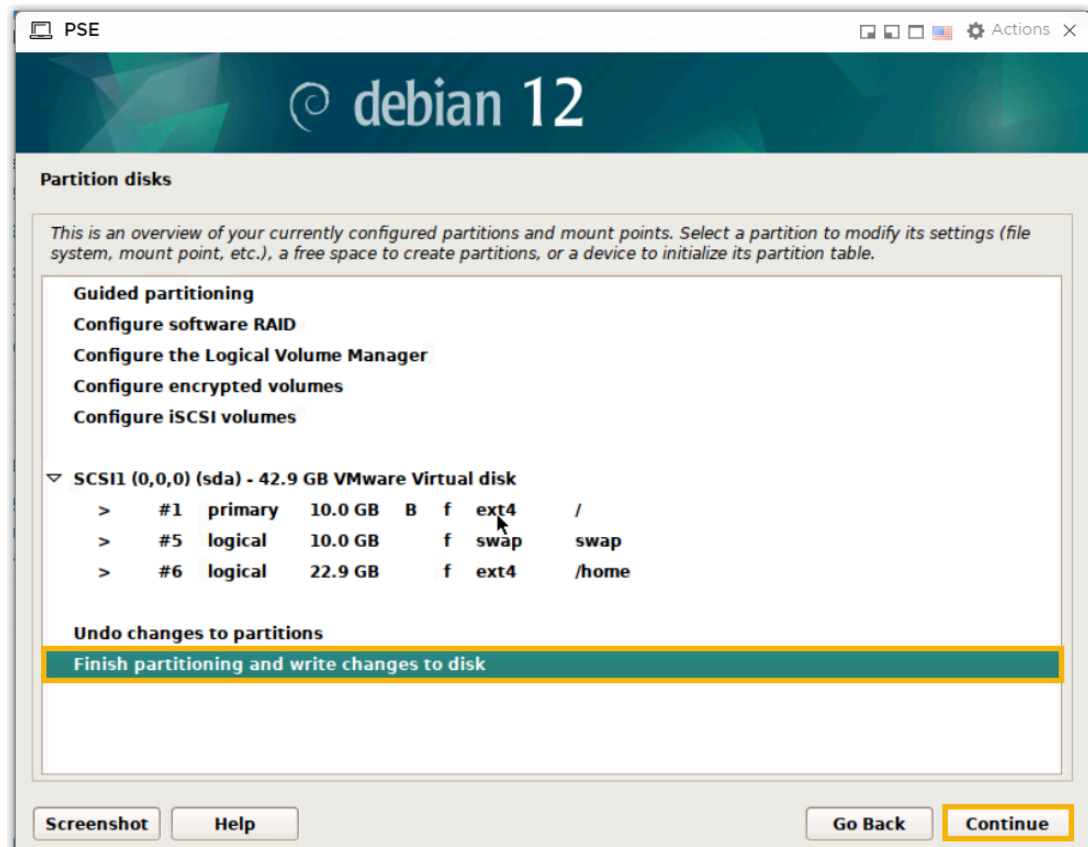 PSE Actions
debian 12
Partition disks
This is an overview of your currently configured partitions and mount points. Select a partition to modify its settings (file
system, mount point, etc.), a free space to create partitions, or a device to initialize its partition table.
Guided partitioning
Configure software RAID
Configure the Logical Volume Manager
Configure encrypted volumes
Configure iSCSI volumes
SCSI1 (0,0,0) (sda) - 42.9 GB VMware Virtual disk
> #1 primary 10.0 GB B f ext4 /
> #5 logical 10.0 GB f swap swap
> #6 logical 22.9 GB f ext4 /home
Undo changes to partitions
Finish partitioning and write changes to disk
Screenshot Help Go Back Continue